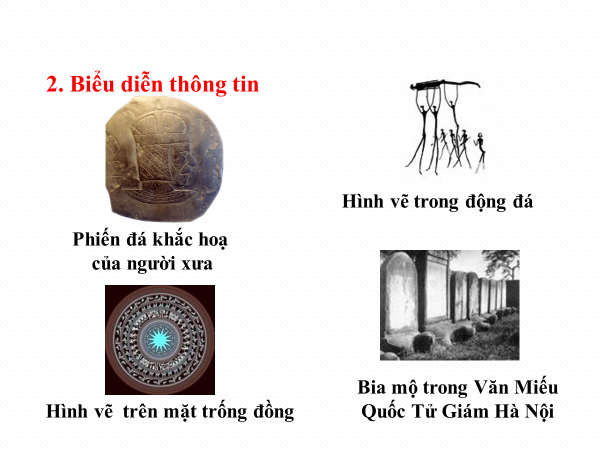 2. Biểu diễn thông tin
Hình vẽ trong động đá
Phiến đá khắc hoạ
của người xưa
Hình vẽ trên mặt trống đồng
Bia mộ trong Văn Miếu
Quốc Tử Giám Hà Nội